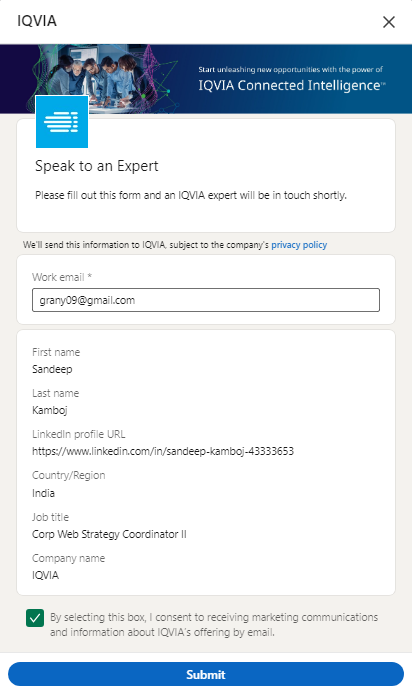 IQVIA
Start unleashing new opportunities with the power of
IQVIA Connected Intelligence™
Speak to an Expert
Please fill out this form and an IQVIA expert will be in touch shortly.
We'll send this information to IQVIA, subject to the company's privacy policy
Work email *
grany09@gmail.com
First name
Sandeep
Last name
Kamboj
LinkedIn profile URL
https://www.linkedin.com/in/sandeep-kamboj-43333653
Country/Region
India
Job title
Corp Web Strategy Coordinator II
Company name
IQVIA
By selecting this box, I consent to receiving marketing communications
and information about IQVIA's offering by email.
Submit